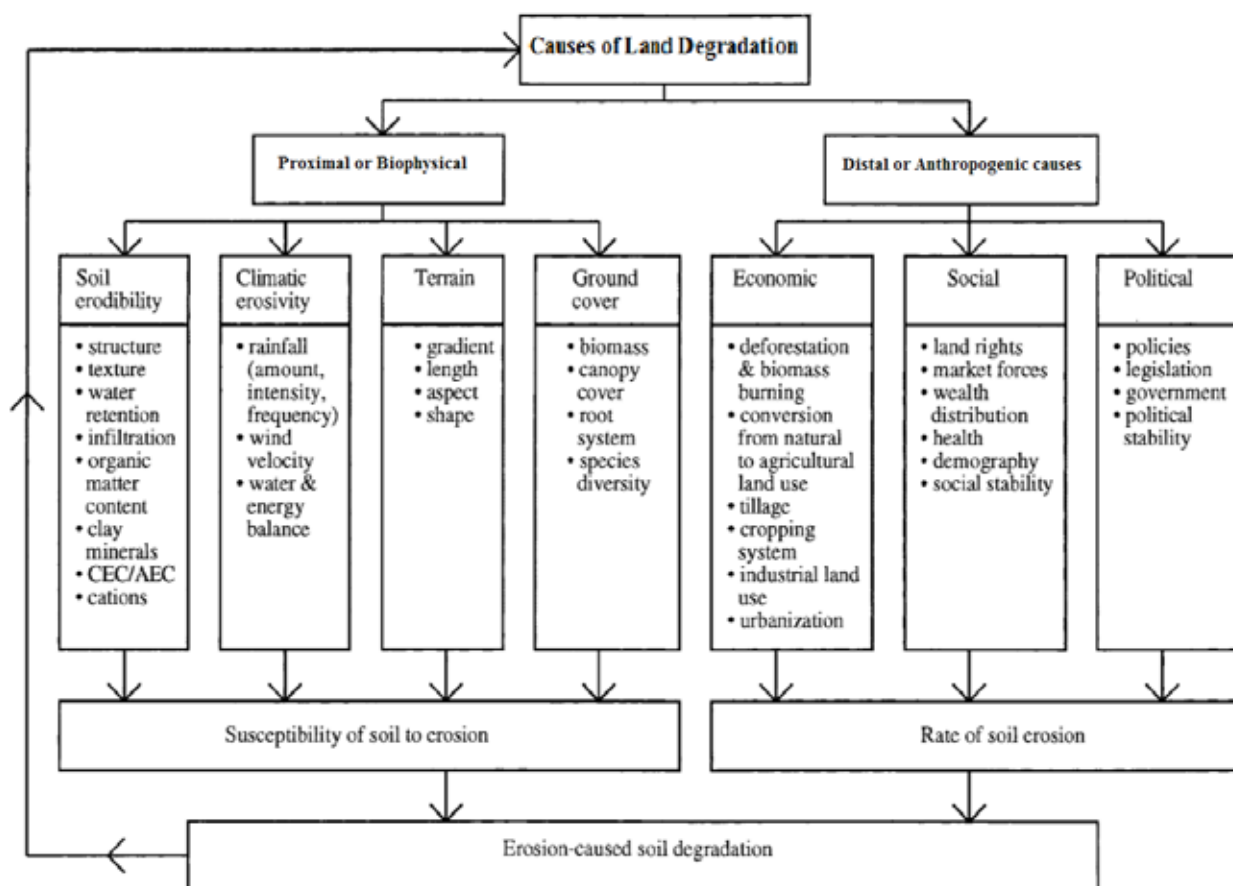 Causes of Land Degradation
Proximal or Biophysical
Distal or Anthropogenic causes
Soil
erodibility
• structure
• texture
• water
retention
• infiltration
• organic
matter
content
• clay
minerals
• CEC/AEC
• cations
Climatic
erosivity
• rainfall
(amount,
intensity,
frequency)
• wind
velocity
• water &
energy
balance
Terrain
• gradient
• length
• aspect
• shape
Ground
cover
• biomass
• canopy
cover
• root
system
• species
diversity
Economic
• deforestation
& biomass
burning
• conversion
from natural
to agricultural
land use
• tillage
• cropping
system
• industrial land
use
• urbanization
Social
• land rights
• market forces
• wealth
distribution
• health
• demography
• social stability
Political
• policies
• legislation
• government
• political
stability
Susceptibility of soil to erosion
Rate of soil erosion
Erosion-caused soil degradation